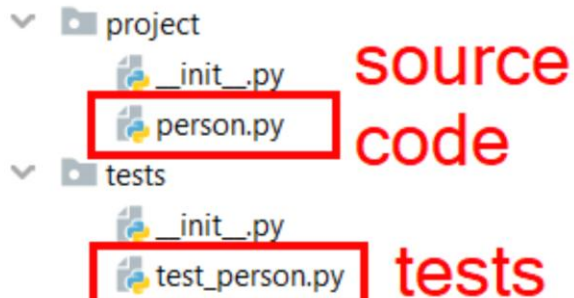 project
__init__.py
source
person.py
code
tests
__init__.py
test_person.py
tests